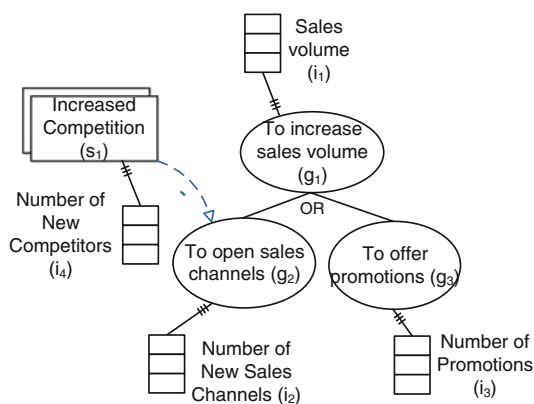 Sales
volume
(i₁)
Increased
Competition
(s₁)
To increase
sales volume
(g₁)
OR
Number of
New
Competitors
(i₄)
To open sales
channels (g₂)
To offer
promotions (g₃)
Number of
New Sales
Channels (i₂)
Number of
Promotions
(i₃)